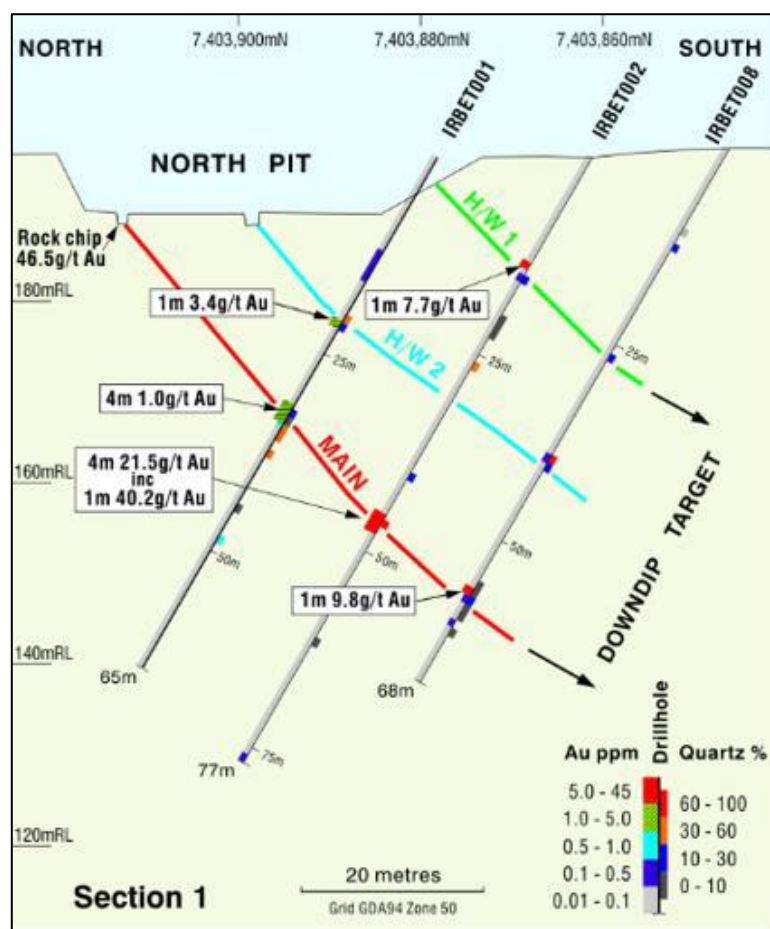 NORTH
7,403,900mN
7,403,880mN
7,403,860mN
SOUTH
IRBET001
IRBET002
IRBET008
NORTH PIT
Rock chip
46.5g/t Au
H/W 1
180mRL
1m 3.4g/t Au
1m 7.7g/t Au
H/W 2
25m
25m
25m
4m 1.0g/t Au
MAIN
4m 21.5g/t Au
inc
1m 40.2g/t Au
160mRL
50m
50m
50m
1m 9.8g/t Au
DOWNDIP TARGET
140mRL
65m
68m
77m
75m
120mRL
Au ppm
Drillhole
Quartz %
5.0 - 45
1.0 - 5.0
0.5 - 1.0
0.1 - 0.5
0.01 - 0.1
60 - 100
30 - 60
10 - 30
0 - 10
Section 1
20 metres
Grid GDA94 Zone 50